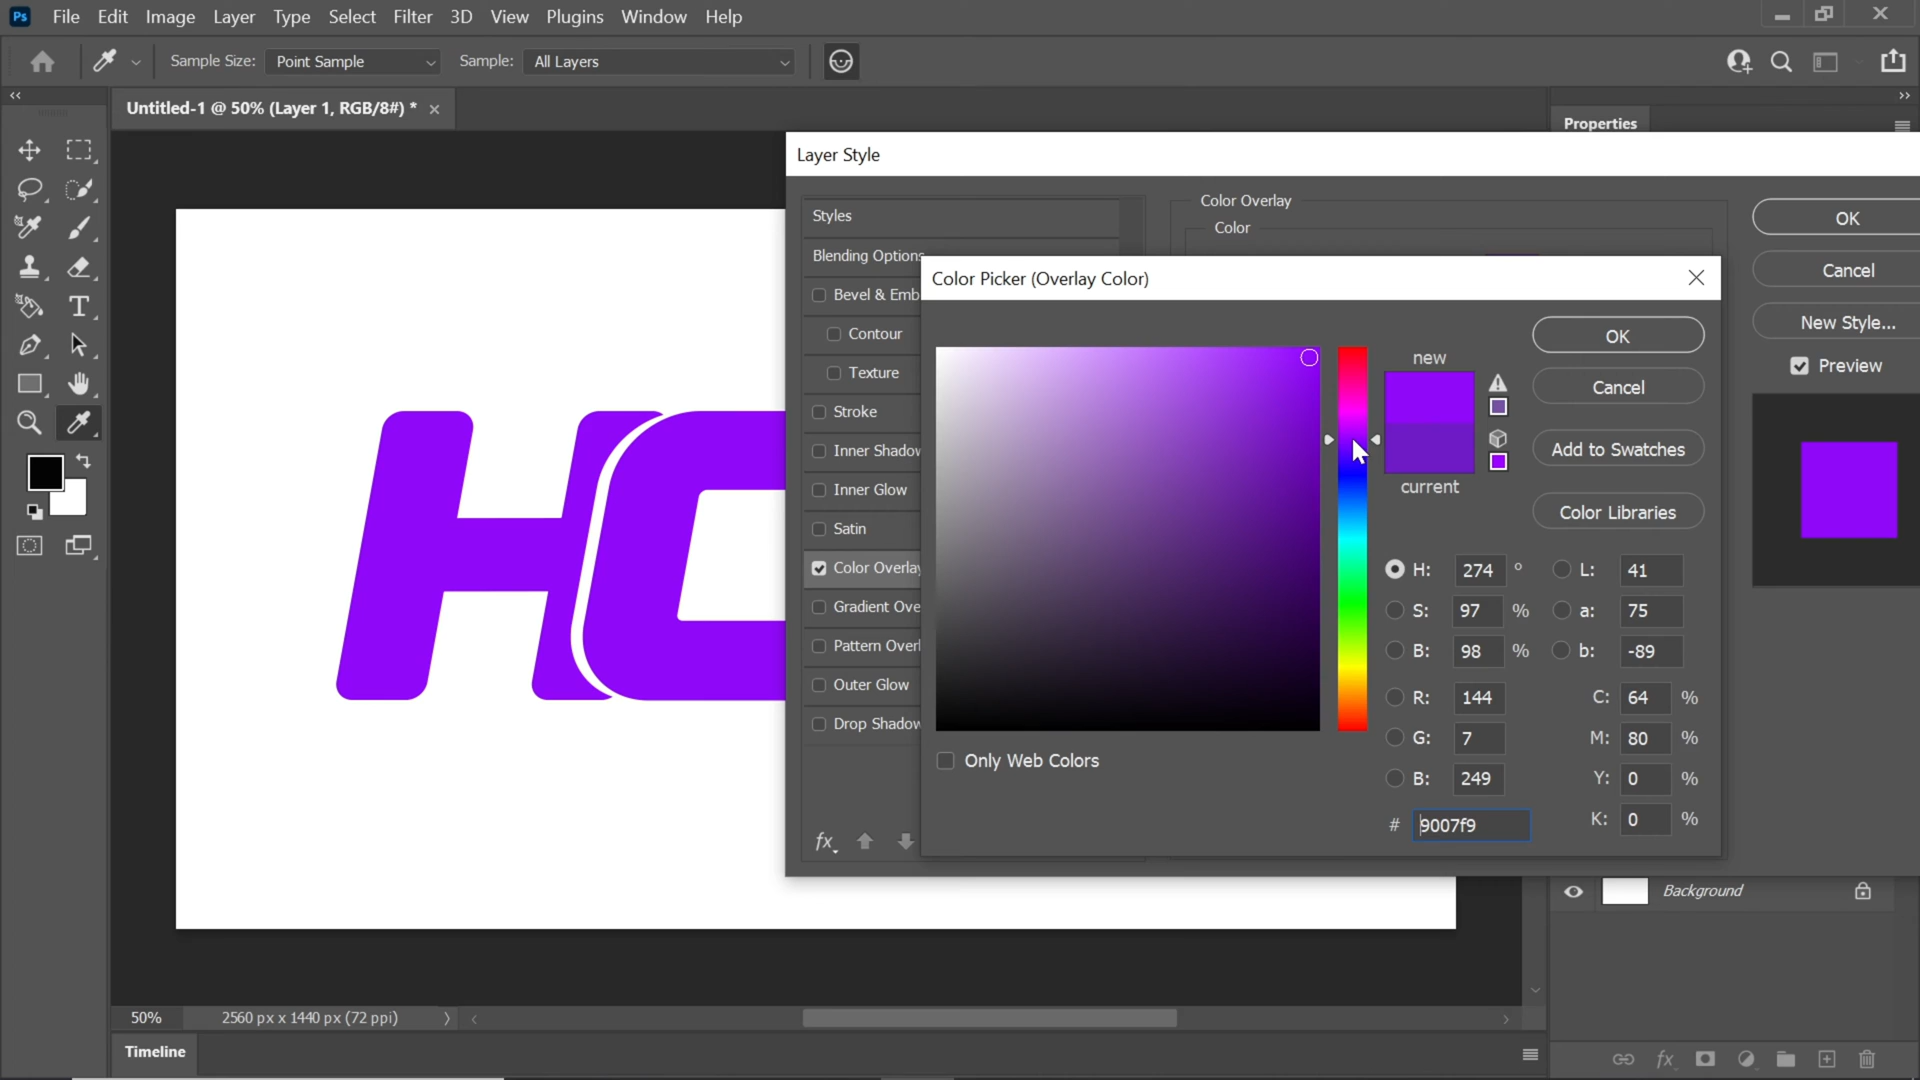 Ps File Edit Image Layer Type Select Filter 3D View Plugins Window Help
Sample Size: Point Sample Sample: All Layers
Untitled-1 @ 50% (Layer 1, RGB/8#) *
Properties
Layer Style
Styles
Blending Options
Bevel & Emb
Contour
Texture
Stroke
Inner Shadow
Inner Glow
Satin
Color Overlay
Gradient Ove
Pattern Overl
Outer Glow
Drop Shadow
fx
Color Overlay
Color
OK
Cancel
New Style...
Preview
Color Picker (Overlay Color)
new
current
OK
Cancel
Add to Swatches
Color Libraries
H: 274 ° L: 41
S: 97 % a: 75
B: 98 % b: -89
R: 144 C: 64 %
G: 7 M: 80 %
B: 249 Y: 0 %
# 9007f9 K: 0 %
Only Web Colors
H
Background
50% 2560 px x 1440 px (72 ppi)
Timeline
fx